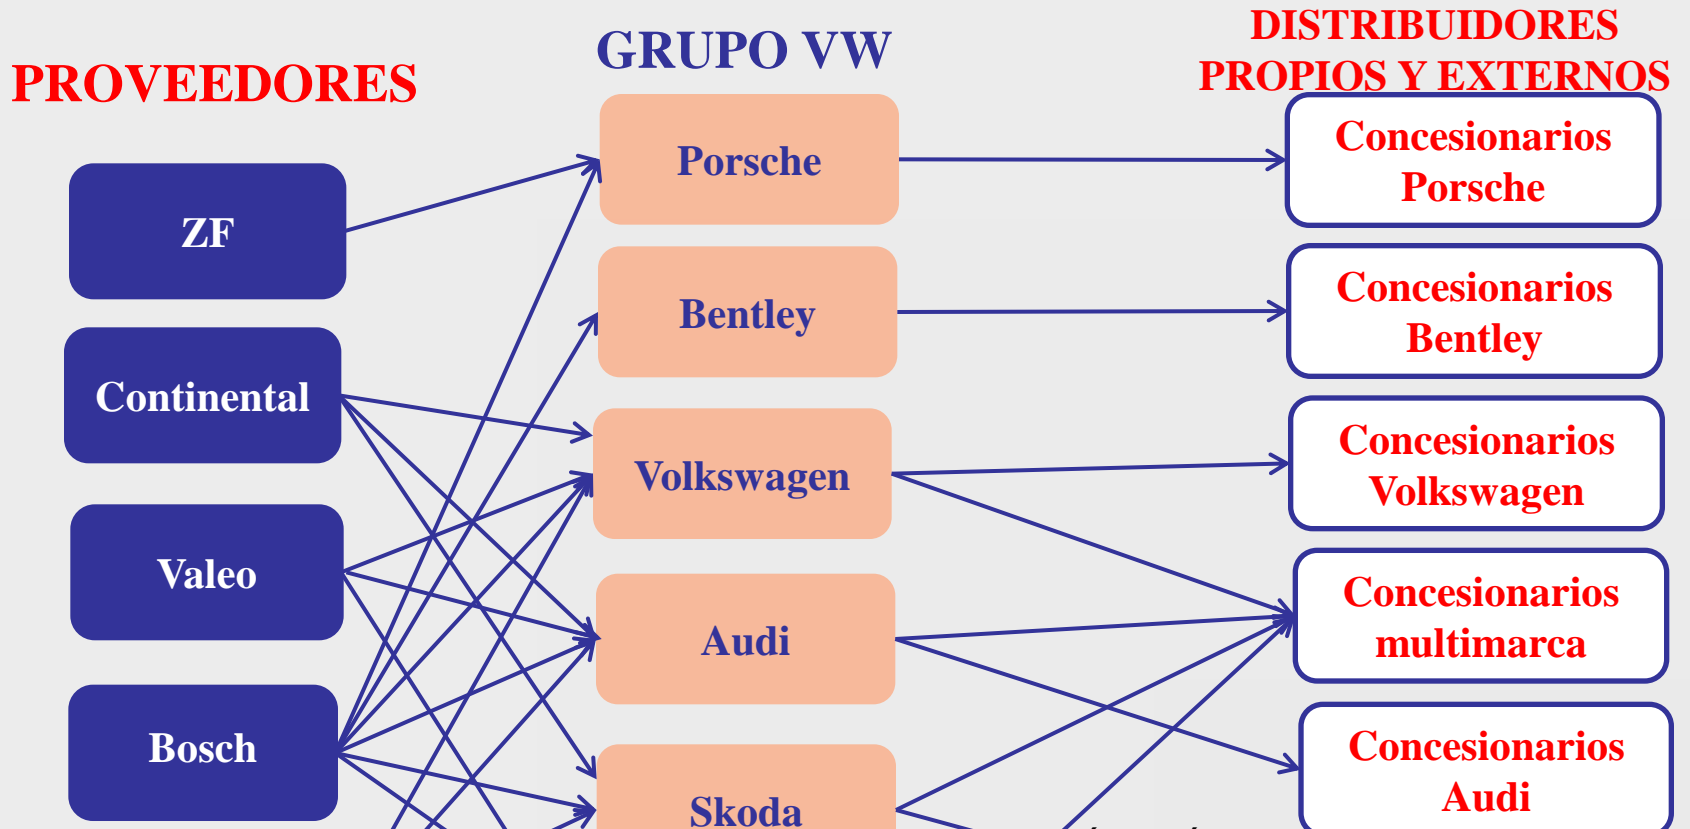 PROVEEDORES
GRUPO VW
DISTRIBUIDORES
PROPIOS Y EXTERNOS
ZF
Continental
Valeo
Bosch
Porsche
Bentley
Volkswagen
Audi
Skoda
Concesionarios
Porsche
Concesionarios
Bentley
Concesionarios
Volkswagen
Concesionarios
multimarca
Concesionarios
Audi